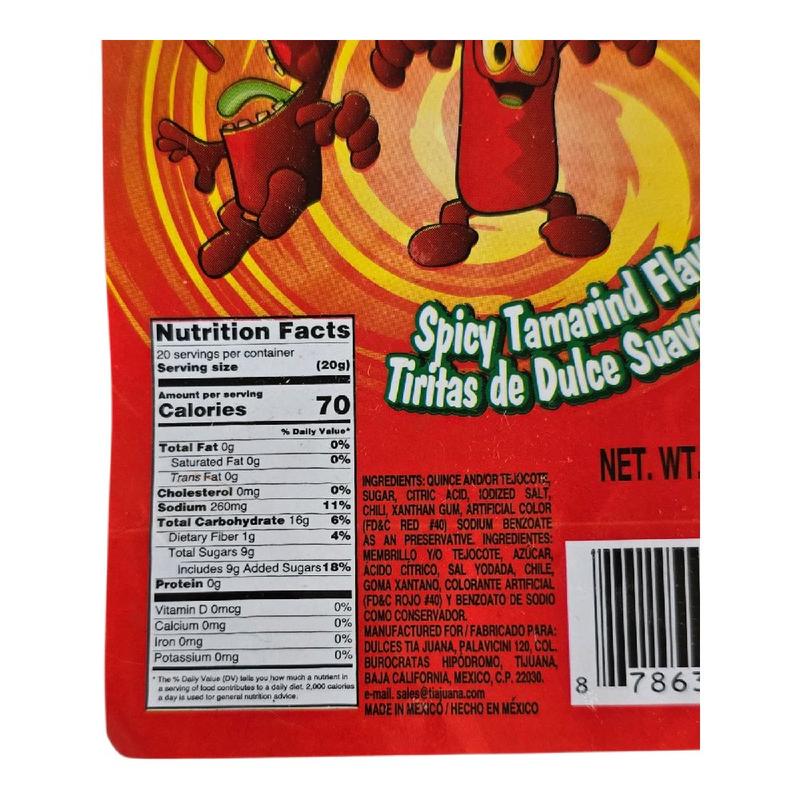 Spicy Tamarind Flav
Tiritas de Dulce Suave
NET. WT.
Nutrition Facts
20 servings per container
Serving size (20g)
Amount per serving
Calories 70
% Daily Value*
Total Fat 0g 0%
Saturated Fat 0g 0%
Trans Fat 0g
Cholesterol 0mg 0%
Sodium 260mg 11%
Total Carbohydrate 16g 6%
Dietary Fiber 1g 4%
Total Sugars 9g
Includes 9g Added Sugars 18%
Protein 0g
Vitamin D 0mcg 0%
Calcium 0mg 0%
Iron 0mg 0%
Potassium 0mg 0%
* The % Daily Value (DV) tells you how much a nutrient in
a serving of food contributes to a daily diet. 2,000 calories
a day is used for general nutrition advice.
INGREDIENTS: QUINCE AND/OR TEJOCOTE,
SUGAR, CITRIC ACID, IODIZED SALT,
CHILI, XANTHAN GUM, ARTIFICIAL COLOR
(FD&C RED #40) SODIUM BENZOATE
AS AN PRESERVATIVE. INGREDIENTES:
MEMBRILLO Y/O TEJOCOTE, AZÚCAR,
ÁCIDO CÍTRICO, SAL YODADA, CHILE,
GOMA XANTANO, COLORANTE ARTIFICIAL
(FD&C ROJO #40) Y BENZOATO DE SODIO
COMO CONSERVADOR.
MANUFACTURED FOR / FABRICADO PARA:
DULCES TIA JUANA, PALAVICINI 120, COL.
BUROCRATAS HIPÓDROMO, TIJUANA,
BAJA CALIFORNIA, MEXICO, C.P. 22030.
e-mail. sales@tiajuana.com
MADE IN MEXICO / HECHO EN MÉXICO
8 7863